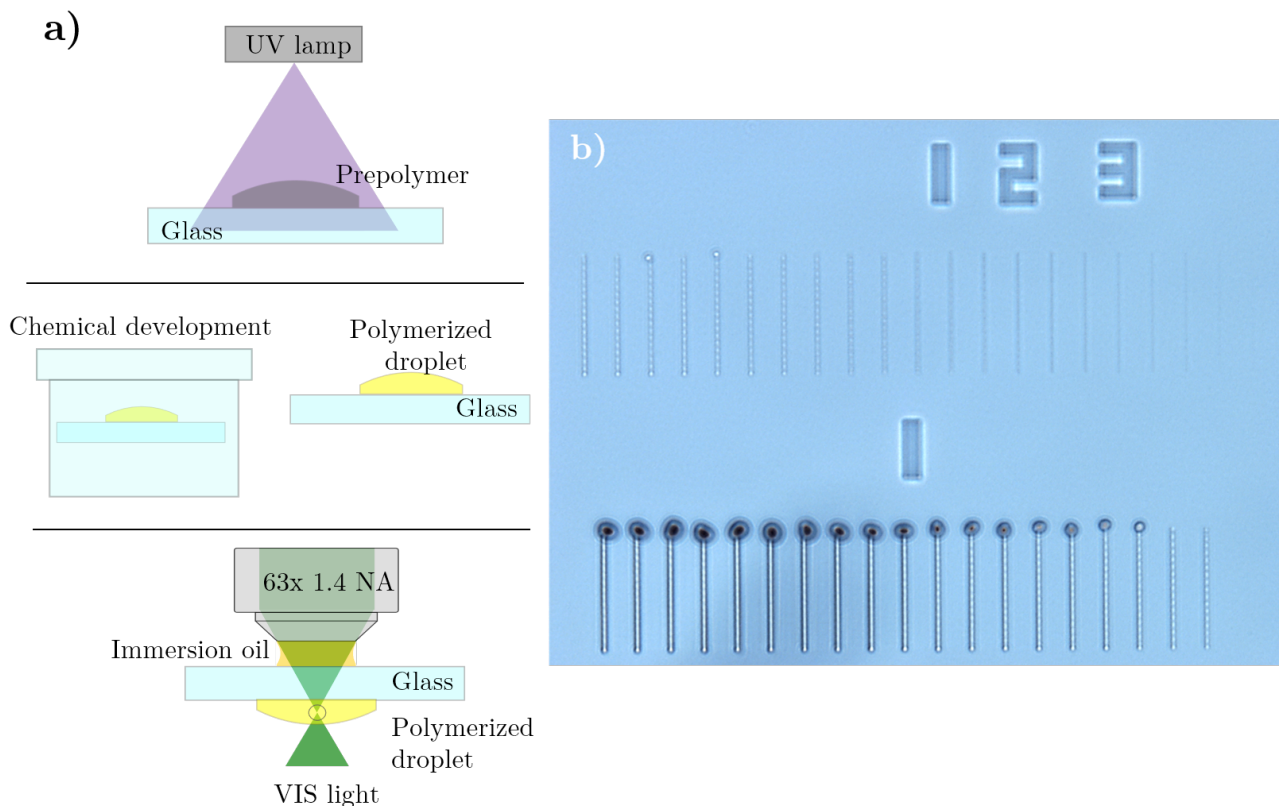 a)
UV lamp
Prepolymer
Glass
Chemical development
Polymerized
droplet
Glass
63x 1.4 NA
Immersion oil
Glass
Polymerized
droplet
VIS light
b)
1 2 3
1